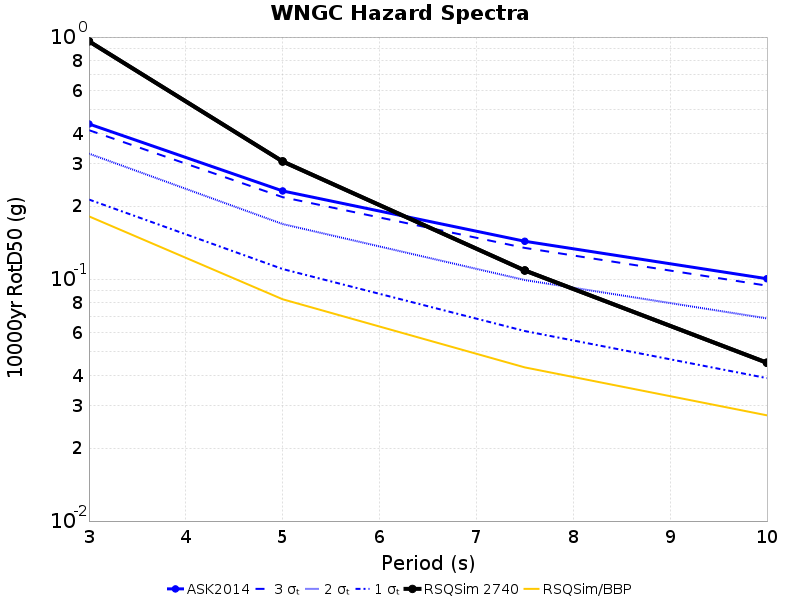 WNGC Hazard Spectra
10000yr RotD50 (g)
10^0
8
6
4
3
2
10^-1
8
6
4
3
2
10^-2
3 4 5 6 7 8 9 10
Period (s)
ASK2014 3 σₜ 2 σₜ 1 σₜ RSQSim 2740 RSQSim/BBP